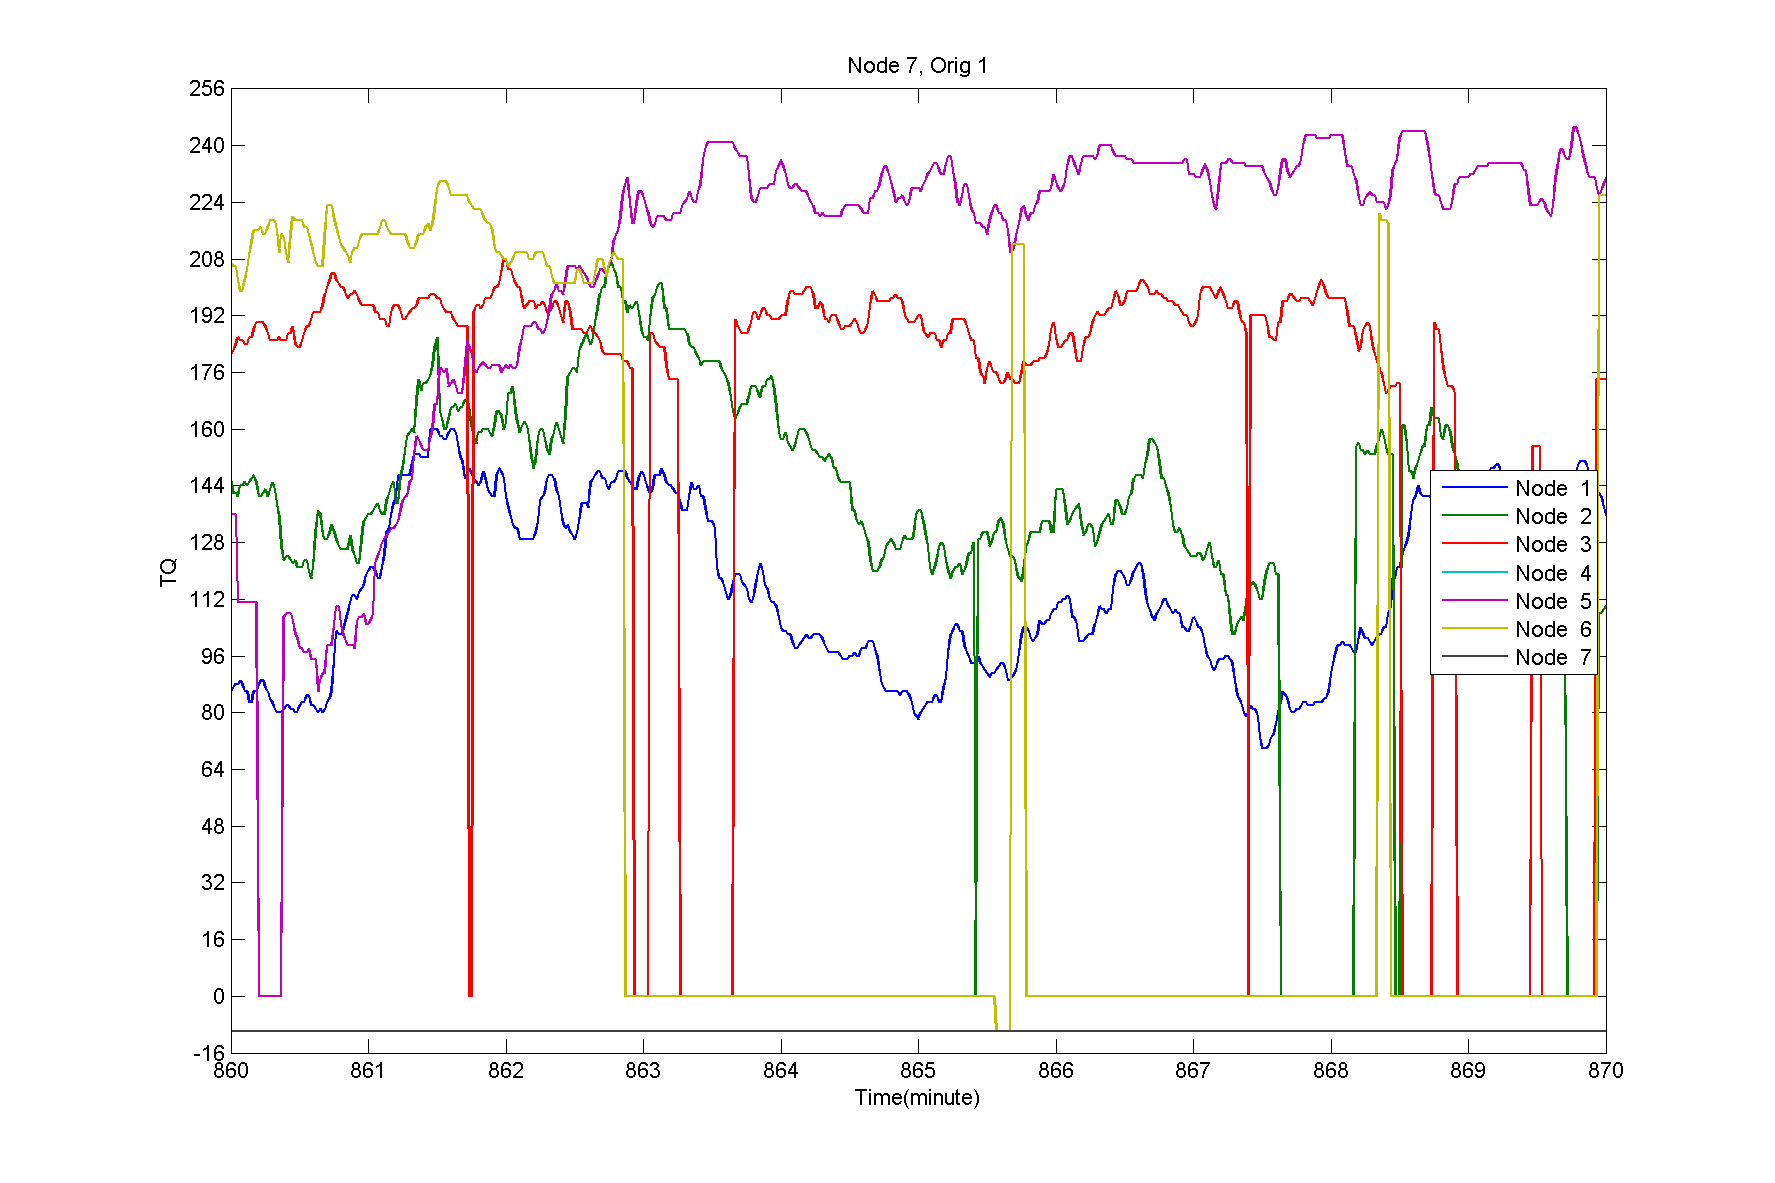 Node 7, Orig 1
256
240
224
208
192
176
160
144
128
112
96
80
64
48
32
16
0
-16
TQ
Node 1
Node 2
Node 3
Node 4
Node 5
Node 6
Node 7
860 861 862 863 864 865 866 867 868 869 870
Time(minute)